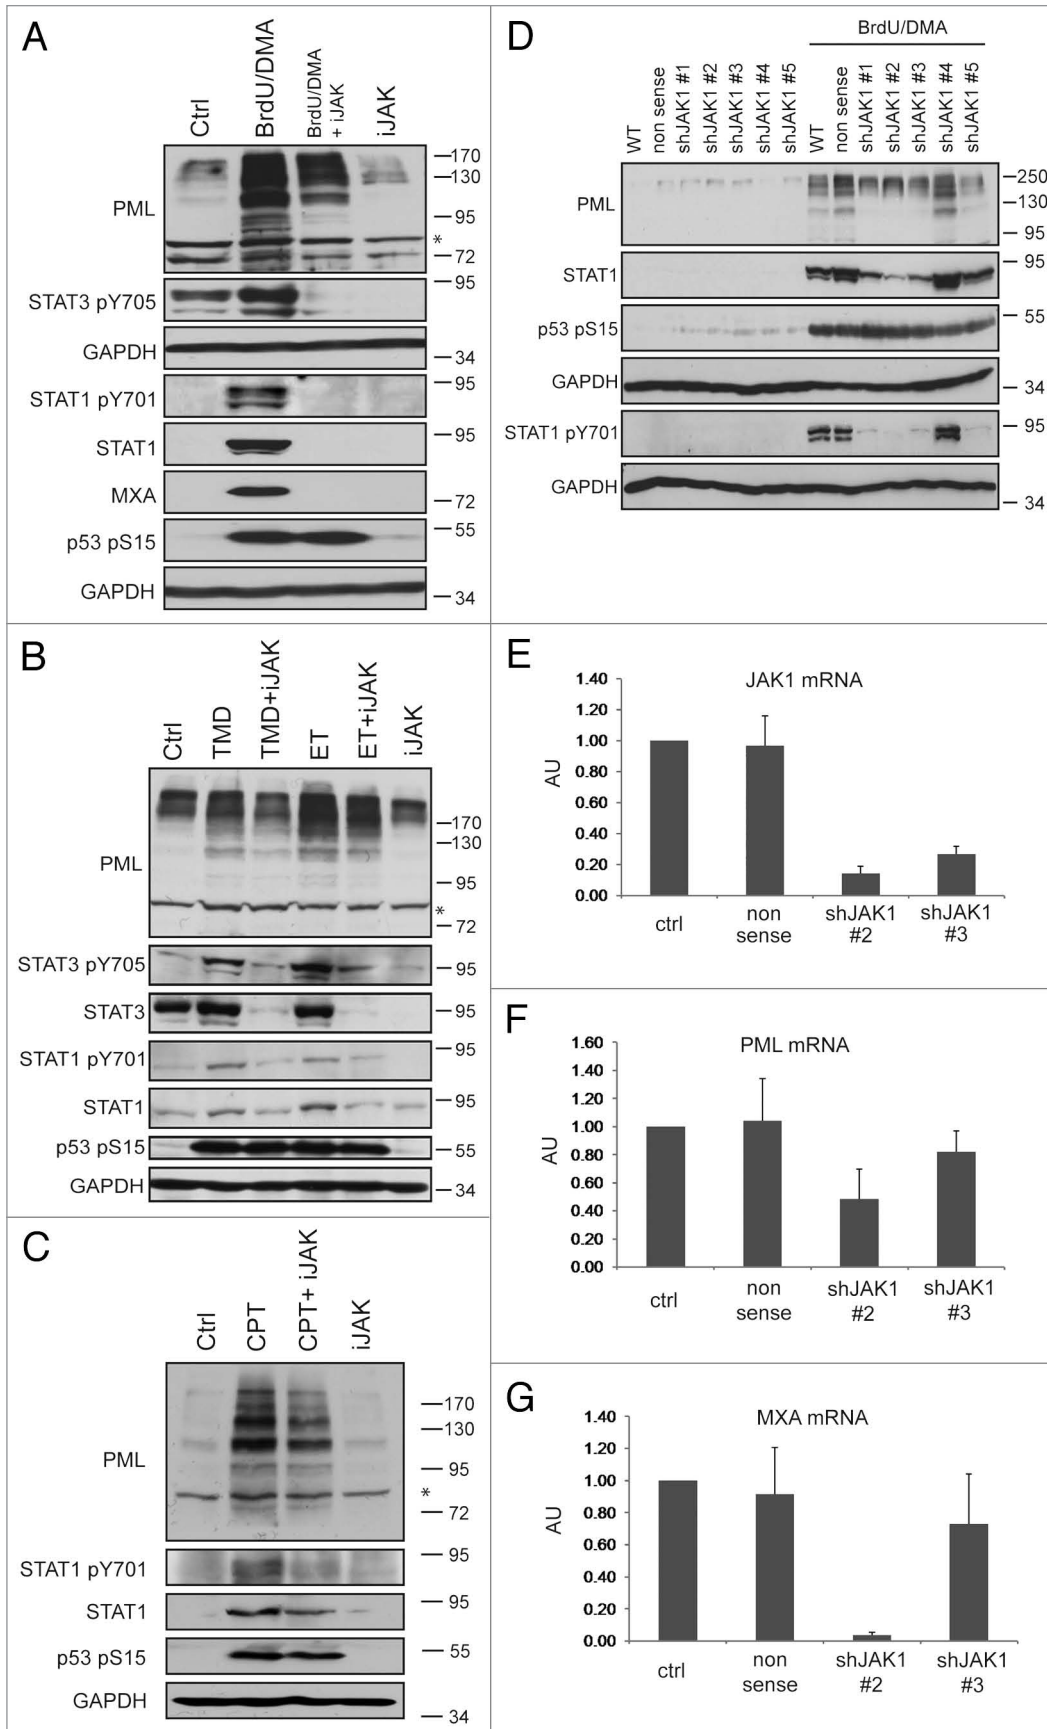 A
Ctrl
BrdU/DMA
BrdU/DMA
+ iJAK
iJAK
PML
170
130
95
*
72
STAT3 pY705
95
GAPDH
34
STAT1 pY701
95
STAT1
95
MXA
72
p53 pS15
55
GAPDH
34
B
Ctrl
TMD
TMD+iJAK
ET
ET+iJAK
iJAK
PML
170
130
95
*
72
STAT3 pY705
95
STAT3
95
STAT1 pY701
95
STAT1
95
p53 pS15
55
GAPDH
34
C
Ctrl
CPT
CPT+ iJAK
iJAK
PML
170
130
95
*
72
STAT1 pY701
95
STAT1
95
p53 pS15
55
GAPDH
34
D
BrdU/DMA
WT
non sense
shJAK1 #1
shJAK1 #2
shJAK1 #3
shJAK1 #4
shJAK1 #5
WT
non sense
shJAK1 #1
shJAK1 #2
shJAK1 #3
shJAK1 #4
shJAK1 #5
PML
250
130
95
STAT1
95
p53 pS15
55
GAPDH
34
STAT1 pY701
95
GAPDH
34
E
JAK1 mRNA
AU
1.40
1.20
1.00
0.80
0.60
0.40
0.20
0.00
ctrl
non
sense
shJAK1
#2
shJAK1
#3
F
PML mRNA
AU
1.60
1.40
1.20
1.00
0.80
0.60
0.40
0.20
0.00
ctrl
non
sense
shJAK1
#2
shJAK1
#3
G
MXA mRNA
AU
1.40
1.20
1.00
0.80
0.60
0.40
0.20
0.00
ctrl
non
sense
shJAK1
#2
shJAK1
#3